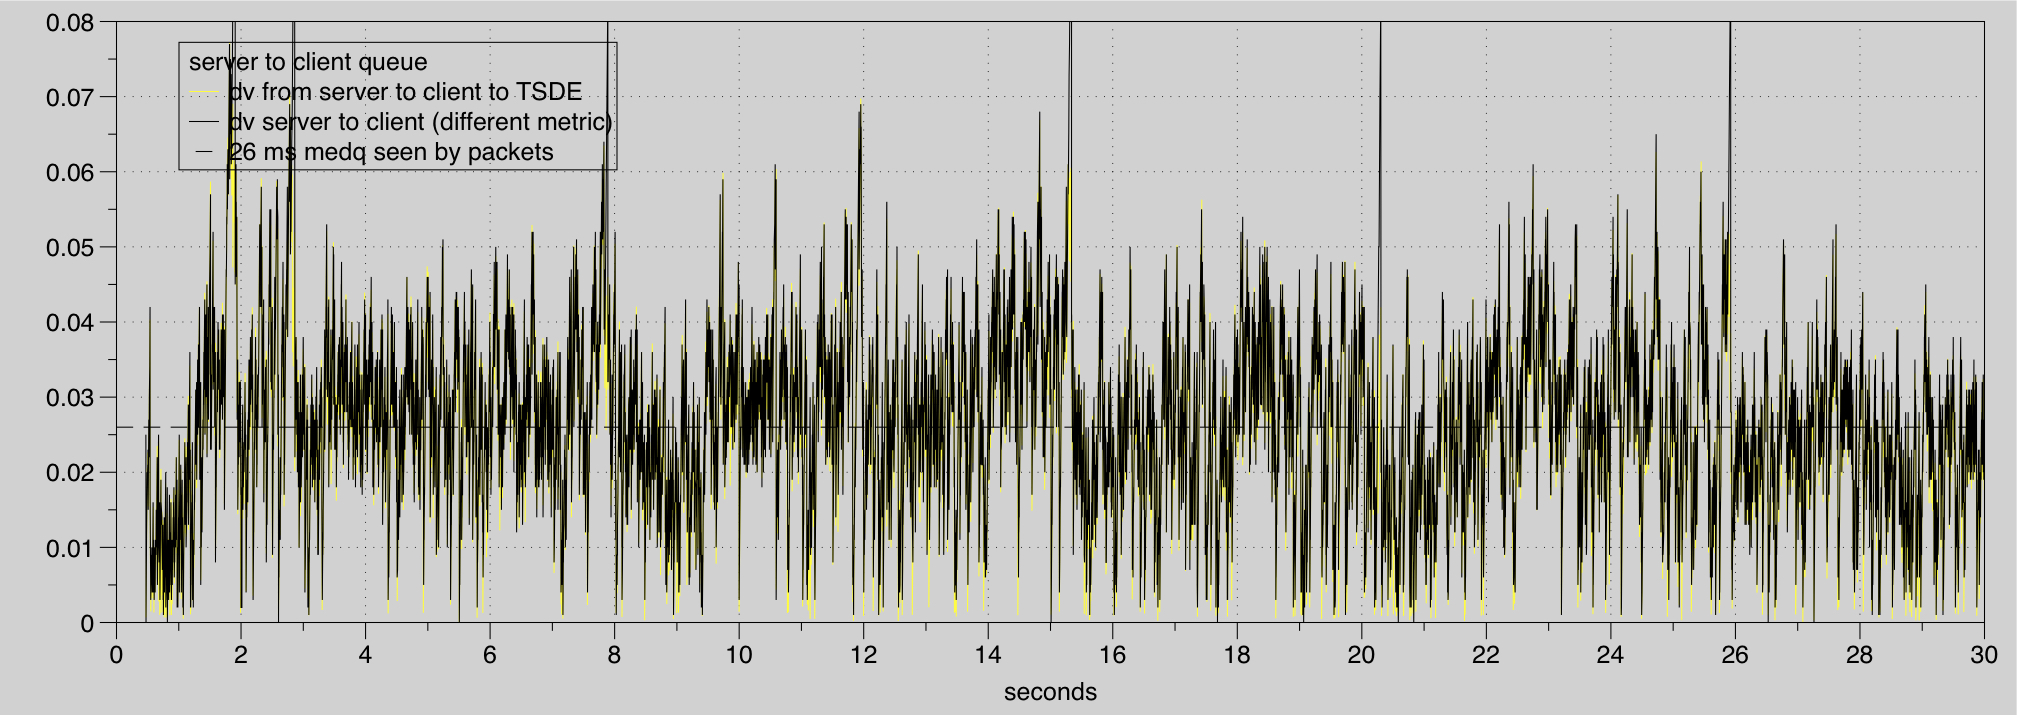 0.08
server to client queue
dv from server to client to TSDE
0.07
dv server to client (different metric)
26 ms medq seen by packets
0.06
0.05
0.04
0.03
0.02
0.01
0
0 2 4 6 8 10 12 14 16 18 20 22 24 26 28 30
seconds